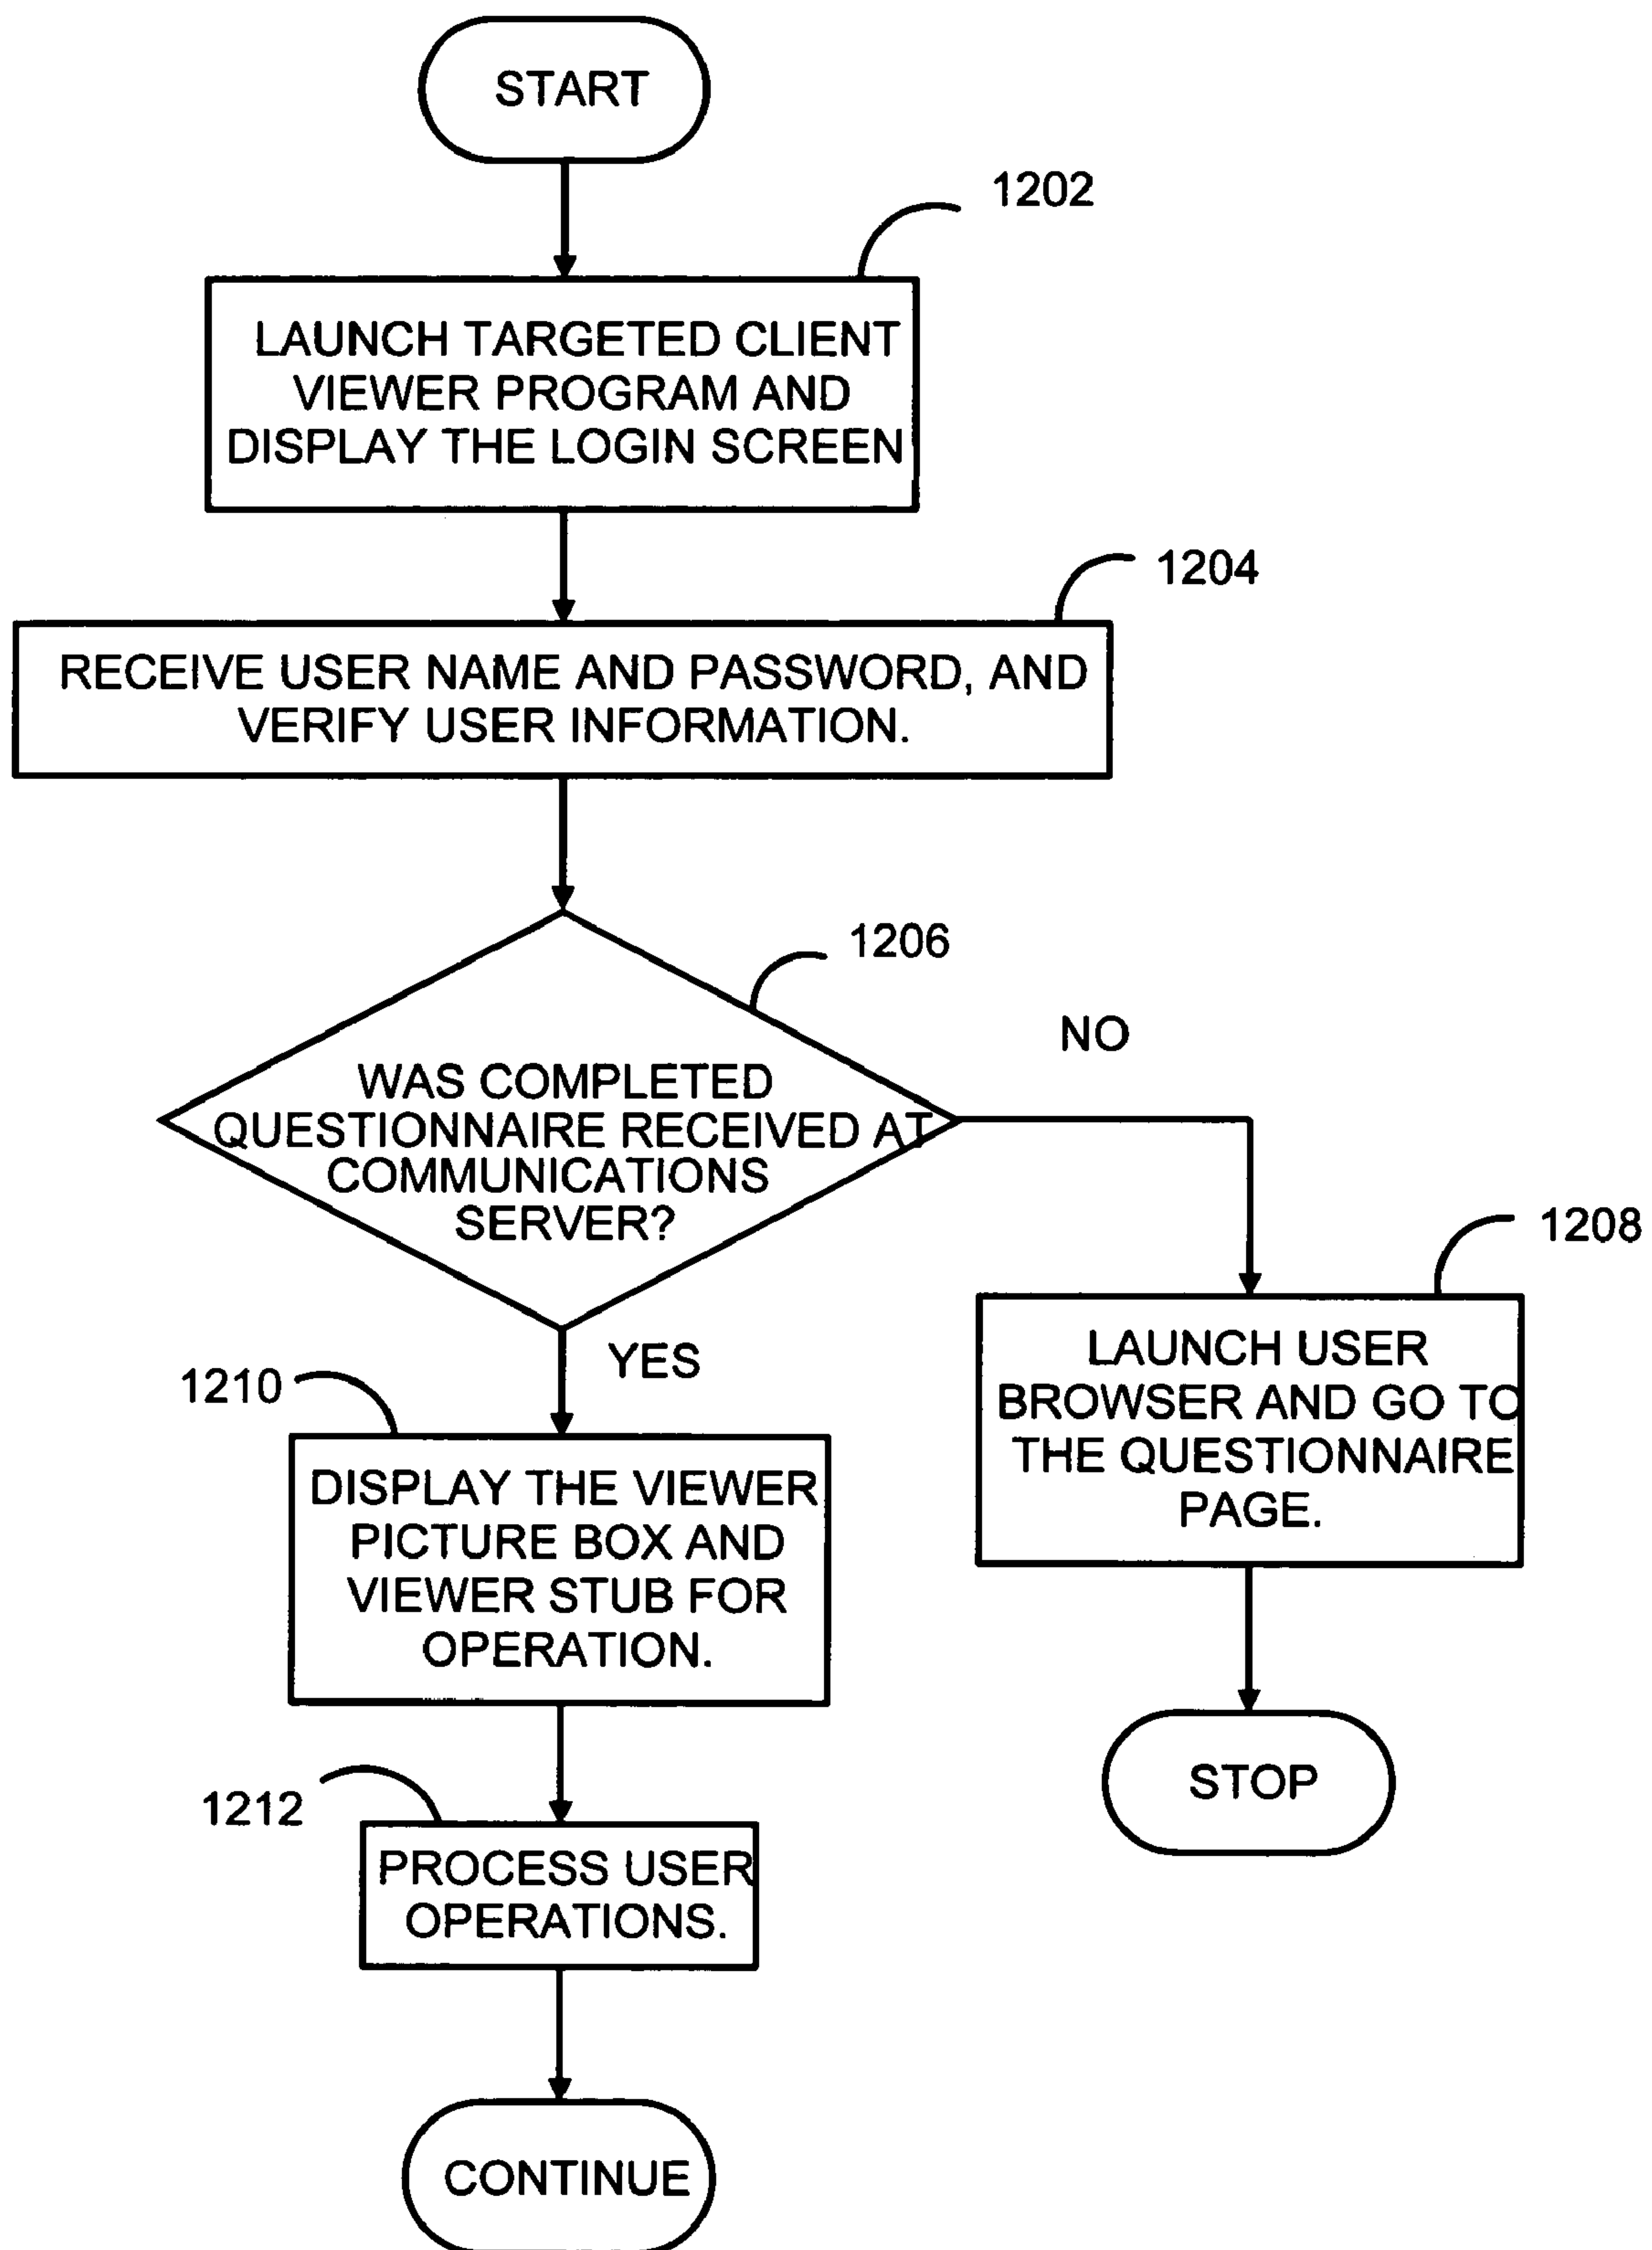 START
1202
LAUNCH TARGETED CLIENT
VIEWER PROGRAM AND
DISPLAY THE LOGIN SCREEN
1204
RECEIVE USER NAME AND PASSWORD, AND
VERIFY USER INFORMATION.
1206
WAS COMPLETED
QUESTIONNAIRE RECEIVED AT
COMMUNICATIONS
SERVER?
NO
1208
LAUNCH USER
BROWSER AND GO TO
THE QUESTIONNAIRE
PAGE.
STOP
YES
1210
DISPLAY THE VIEWER
PICTURE BOX AND
VIEWER STUB FOR
OPERATION.
1212
PROCESS USER
OPERATIONS.
CONTINUE